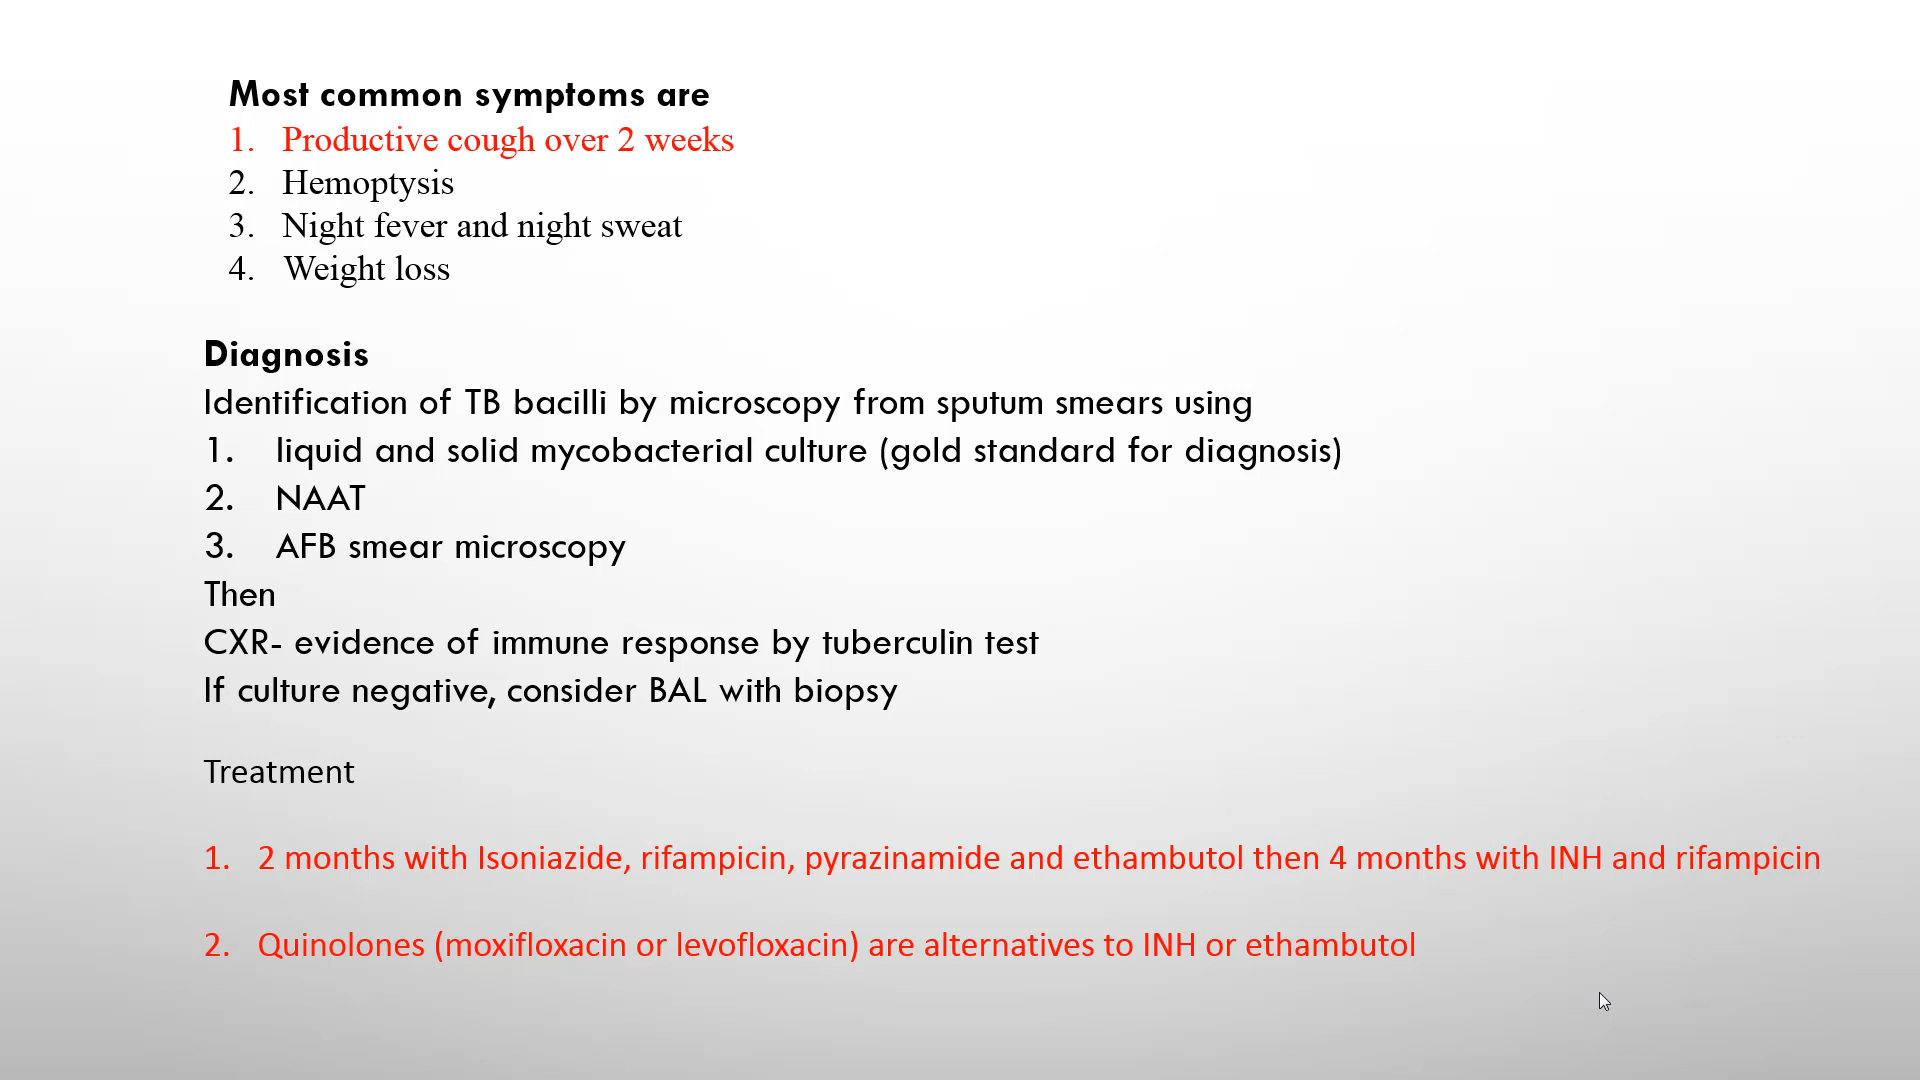 Most common symptoms are
1. Productive cough over 2 weeks
2. Hemoptysis
3. Night fever and night sweat
4. Weight loss
Diagnosis
Identification of TB bacilli by microscopy from sputum smears using
1. liquid and solid mycobacterial culture (gold standard for diagnosis)
2. NAAT
3. AFB smear microscopy
Then
CXR- evidence of immune response by tuberculin test
If culture negative, consider BAL with biopsy
Treatment
1. 2 months with Isoniazide, rifampicin, pyrazinamide and ethambutol then 4 months with INH and rifampicin
2. Quinolones (moxifloxacin or levofloxacin) are alternatives to INH or ethambutol